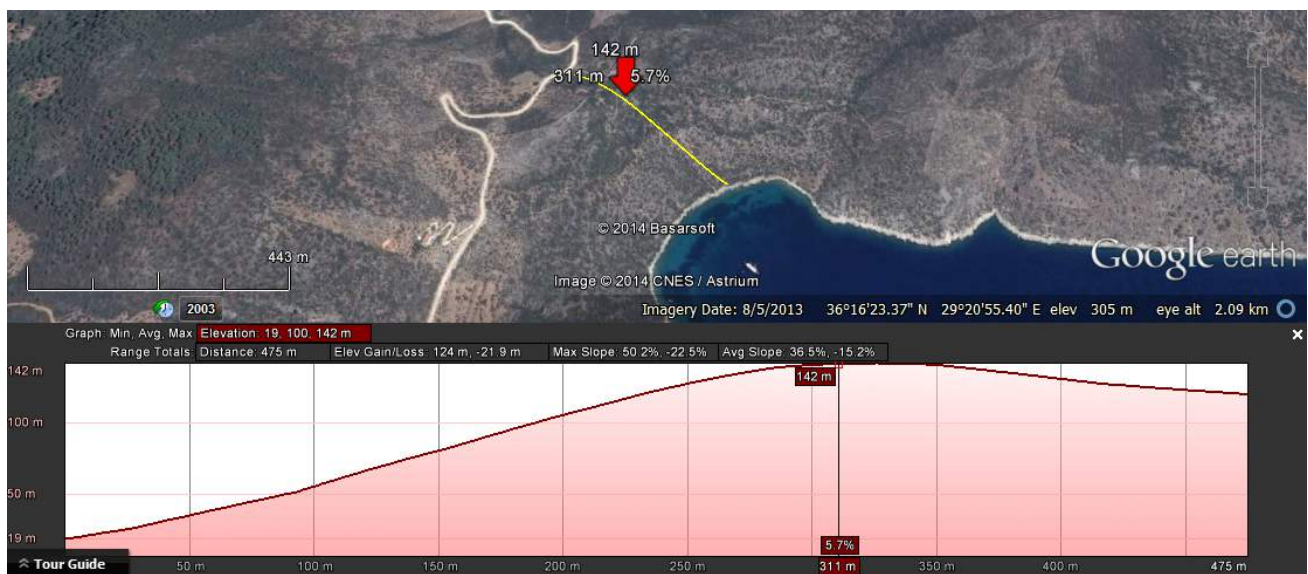 142 m
311 m 5.7%
© 2014 Basarsoft
443 m
Image © 2014 CNES / Astrium
Google earth
2003
Imagery Date: 8/5/2013 36°16'23.37" N 29°20'55.40" E elev 305 m eye alt 2.09 km
Graph: Min, Avg, Max Elevation: 19, 100, 142 m
Range Totals: Distance: 475 m Elev Gain/Loss: 124 m, -21.9 m Max Slope: 50.2%, -22.5% Avg Slope: 36.5%, -15.2%
142 m
142 m
100 m
50 m
19 m
5.7%
Tour Guide
50 m 100 m 150 m 200 m 250 m 311 m 350 m 400 m 475 m